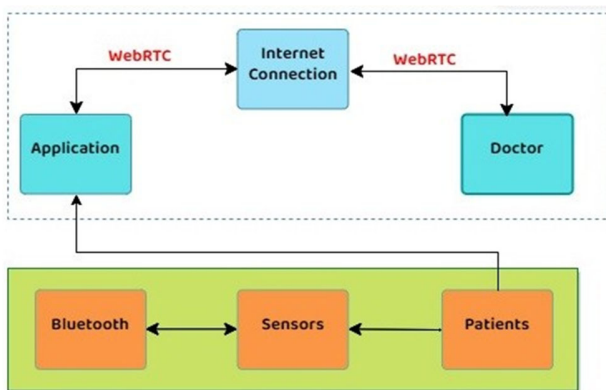 WebRTC
Internet
Connection
WebRTC
Application
Doctor
Bluetooth
Sensors
Patients